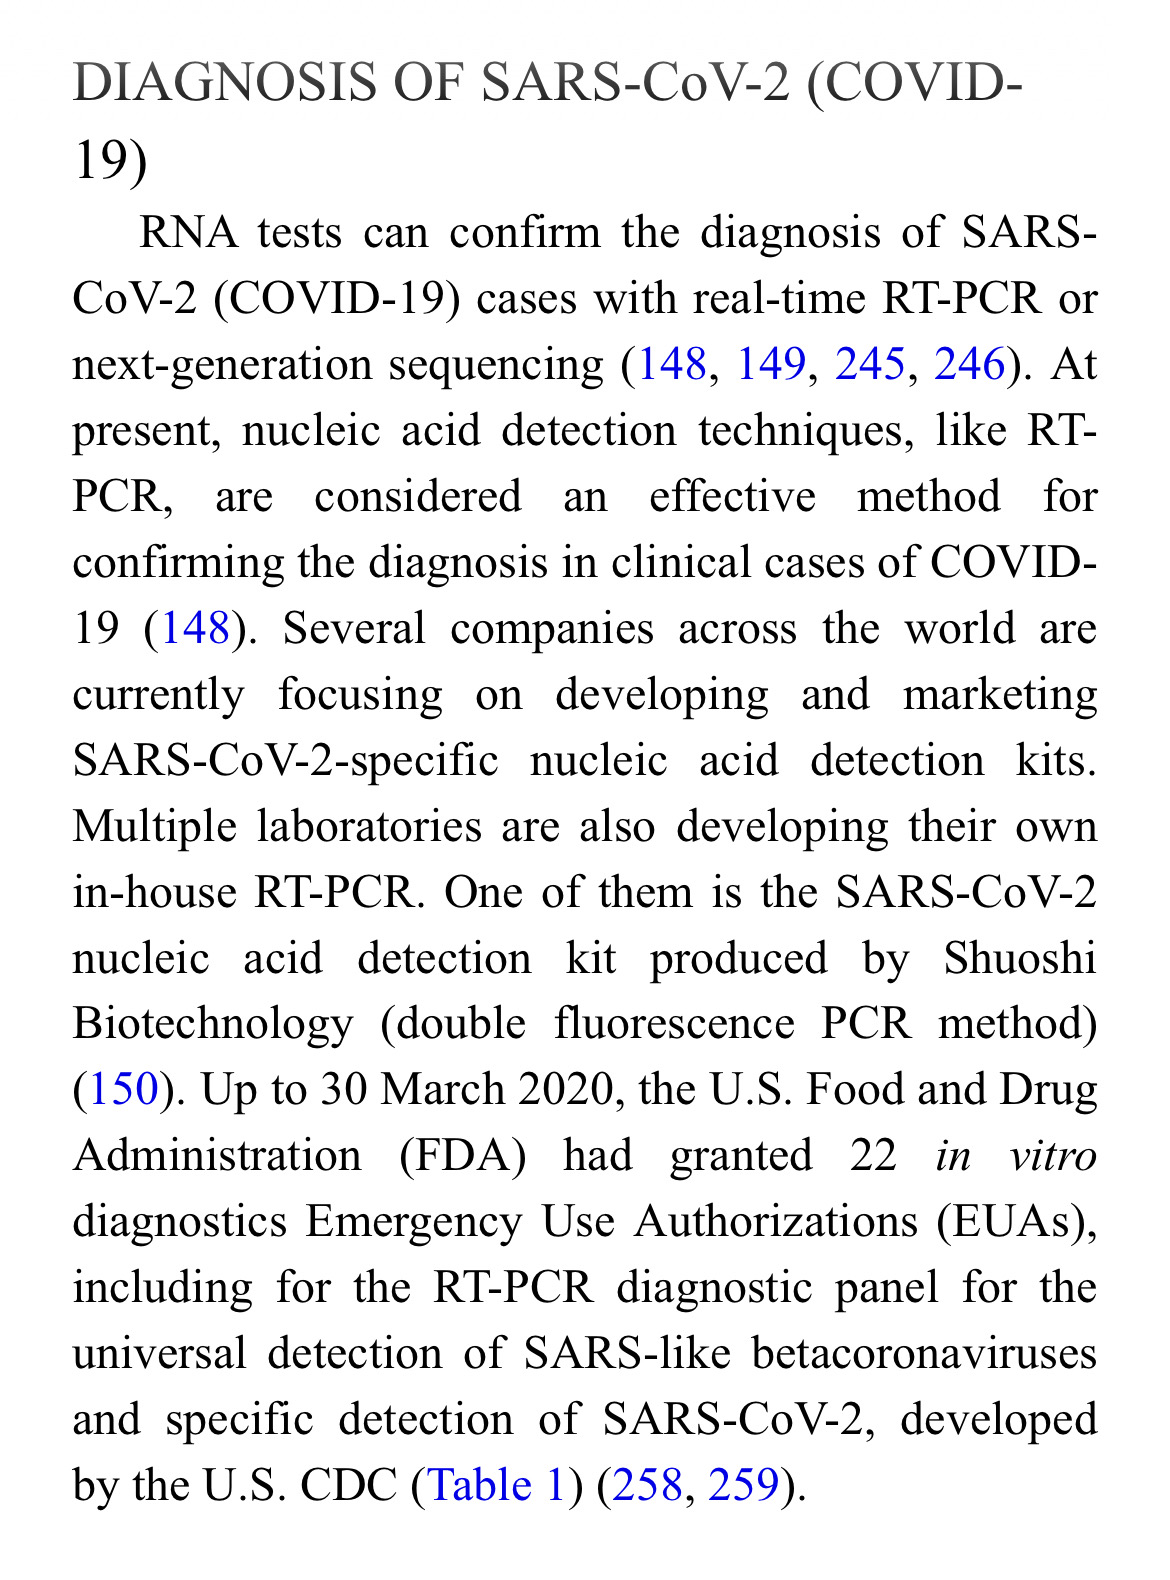 DIAGNOSIS OF SARS-CoV-2 (COVID-
19)
RNA tests can confirm the diagnosis of SARS-
CoV-2 (COVID-19) cases with real-time RT-PCR or
next-generation sequencing (148, 149, 245, 246). At
present, nucleic acid detection techniques, like RT-
PCR, are considered an effective method for
confirming the diagnosis in clinical cases of COVID-
19 (148). Several companies across the world are
currently focusing on developing and marketing
SARS-CoV-2-specific nucleic acid detection kits.
Multiple laboratories are also developing their own
in-house RT-PCR. One of them is the SARS-CoV-2
nucleic acid detection kit produced by Shuoshi
Biotechnology (double fluorescence PCR method)
(150). Up to 30 March 2020, the U.S. Food and Drug
Administration (FDA) had granted 22 in vitro
diagnostics Emergency Use Authorizations (EUAs),
including for the RT-PCR diagnostic panel for the
universal detection of SARS-like betacoronaviruses
and specific detection of SARS-CoV-2, developed
by the U.S. CDC (Table 1) (258, 259).